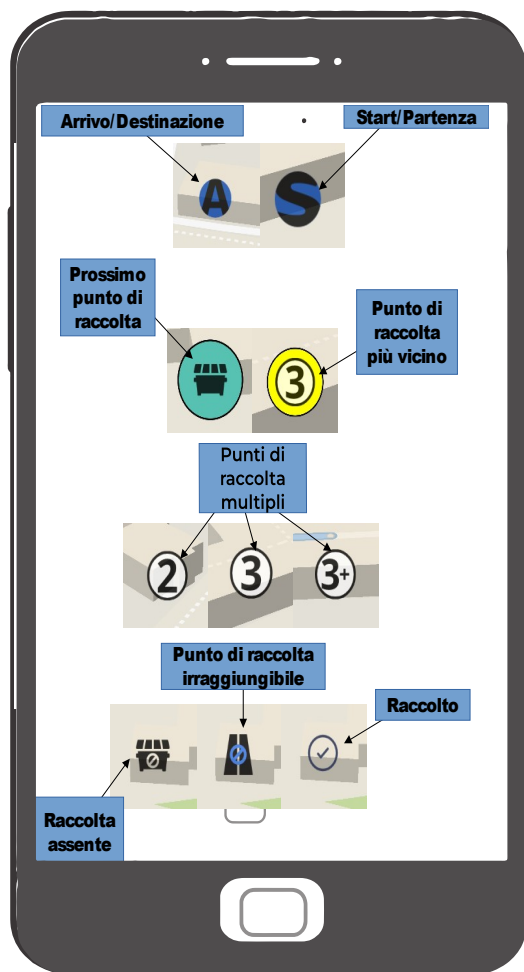 Arrivo/Destinazione
Start/Partenza
A
S
Prossimo
punto di
raccolta
Punto di
raccolta
più vicino
3
Punti di
raccolta
multipli
2
3
3+
Punto di raccolta
irraggiungibile
Raccolto
Raccolta
assente